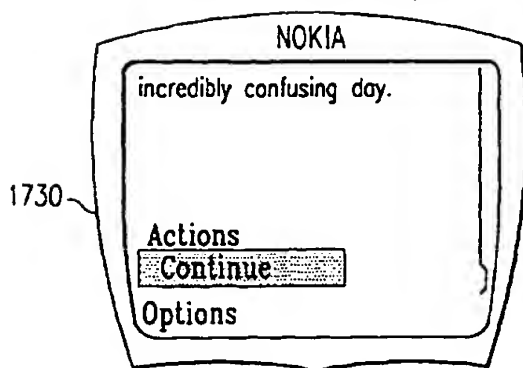 NOKIA
incredibly confusing day.
1730
Actions
Continue
Options